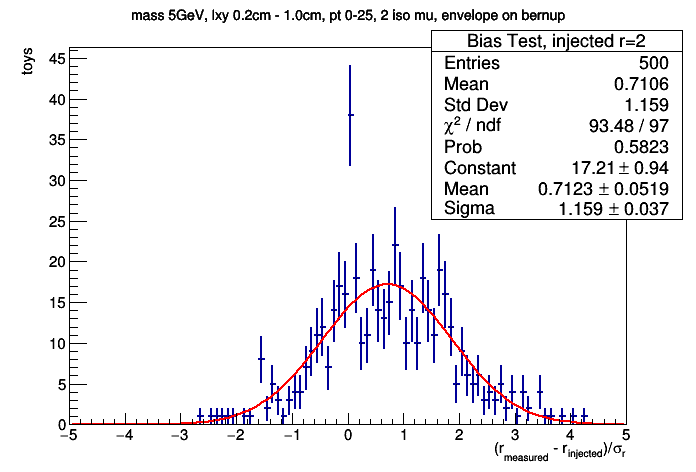 mass 5GeV, lxy 0.2cm - 1.0cm, pt 0-25, 2 iso mu, envelope on bernup
Bias Test, injected r=2
Entries 500
Mean 0.7106
Std Dev 1.159
χ² / ndf 93.48 / 97
Prob 0.5823
Constant 17.21 ± 0.94
Mean 0.7123 ± 0.0519
Sigma 1.159 ± 0.037
toys
45
40
35
30
25
20
15
10
5
0
−5 −4 −3 −2 −1 0 1 2 3 4 5
(r_measured - r_injected)/σ_r